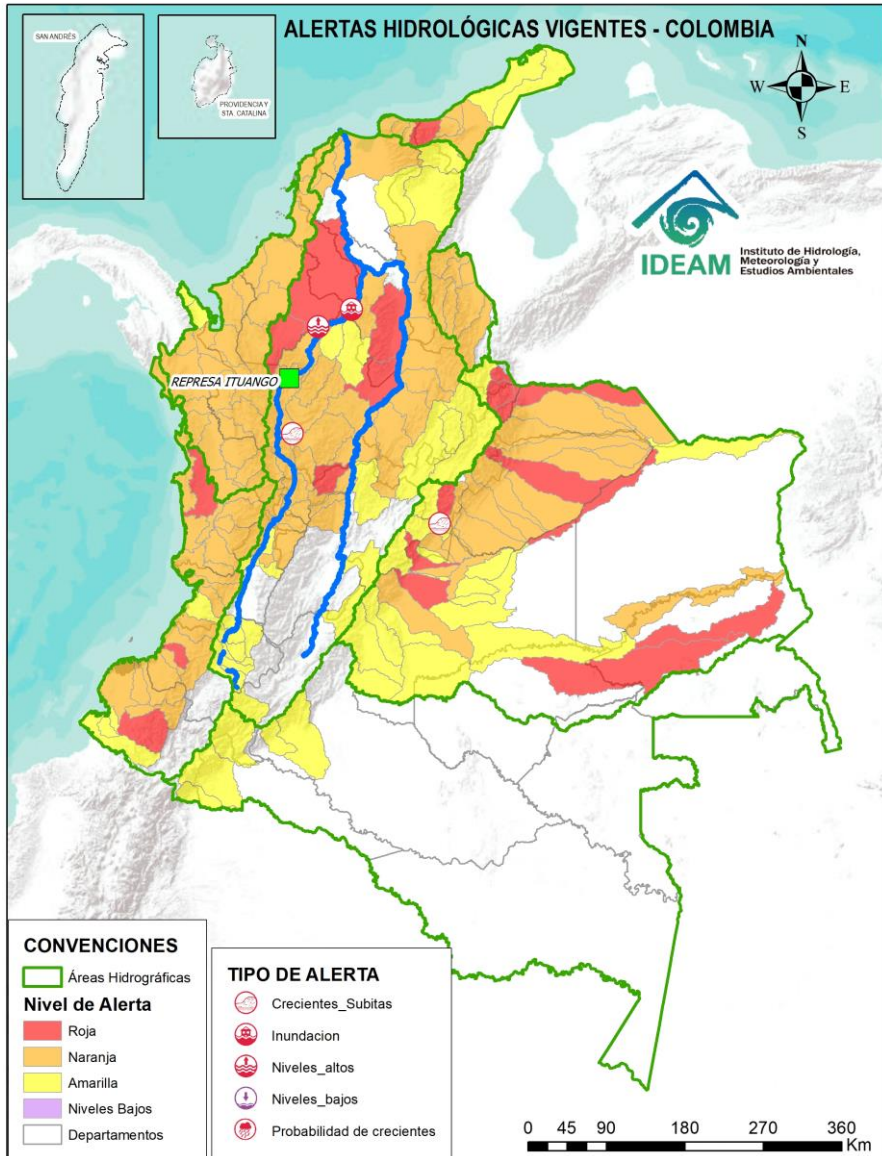 ALERTAS HIDROLÓGICAS VIGENTES - COLOMBIA
SAN ANDRÉS
PROVIDENCIA Y
STA. CATALINA
N
W
E
S
IDEAM
Instituto de Hidrología,
Meteorología y
Estudios Ambientales
REPRESA ITUANGO
CONVENCIONES
Áreas Hidrográficas
Nivel de Alerta
Roja
Naranja
Amarilla
Niveles Bajos
Departamentos
TIPO DE ALERTA
Crecientes_Subitas
Inundacion
Niveles_altos
Niveles_bajos
Probabilidad de crecientes
0 45 90 180 270 360
Km